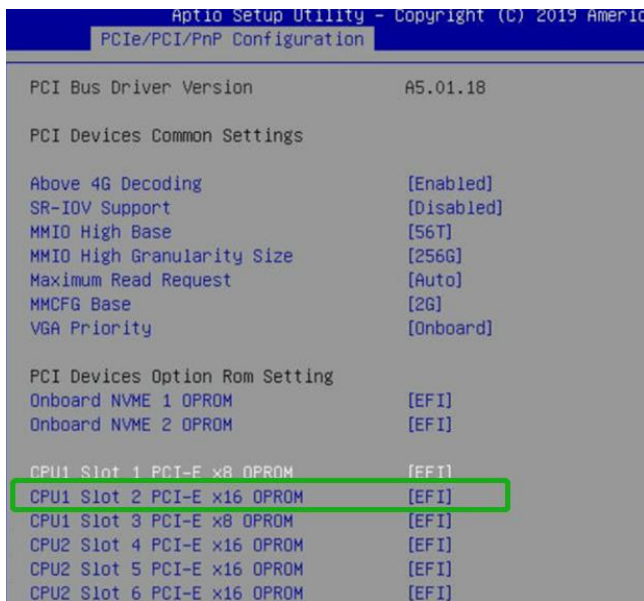 Aptio Setup Utility – Copyright (C) 2019 Americ
PCIe/PCI/PnP Configuration
PCI Bus Driver Version A5.01.18
PCI Devices Common Settings
Above 4G Decoding [Enabled]
SR-IOV Support [Disabled]
MMIO High Base [56T]
MMIO High Granularity Size [256G]
Maximum Read Request [Auto]
MMCFG Base [2G]
VGA Priority [Onboard]
PCI Devices Option Rom Setting
Onboard NVME 1 OPROM [EFI]
Onboard NVME 2 OPROM [EFI]
CPU1 Slot 1 PCI-E x8 OPROM [EFI]
CPU1 Slot 2 PCI-E x16 OPROM [EFI]
CPU1 Slot 3 PCI-E x8 OPROM [EFI]
CPU2 Slot 4 PCI-E x16 OPROM [EFI]
CPU2 Slot 5 PCI-E x16 OPROM [EFI]
CPU2 Slot 6 PCI-E x16 OPROM [EFI]